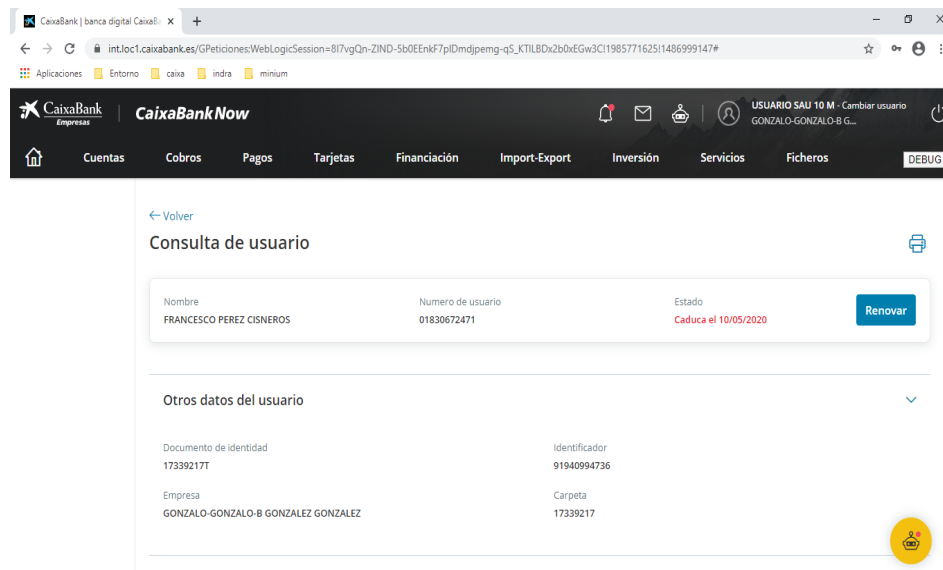 CaixaBank | banca digital CaixaBa
int.loc1.caixabank.es/GPeticiones:WebLogicSession=8I7vgQn-ZIND-5b0EEnkF7pIDmdjpemg-qS_KTILBDx2b0xEGw3C!1985771625!1486999147#
Aplicaciones Entorno caixa indra minium
CaixaBank Empresas CaixaBankNow
USUARIO SAU 10 M - Cambiar usuario
GONZALO-GONZALO-B G...
Cuentas Cobros Pagos Tarjetas Financiación Import-Export Inversión Servicios Ficheros DEBUG
Volver
Consulta de usuario
Nombre Numero de usuario Estado
FRANCESCO PEREZ CISNEROS 01830672471 Caduca el 10/05/2020
Renovar
Otros datos del usuario
Documento de identidad Identificador
17339217T 91940994736
Empresa Carpeta
GONZALO-GONZALO-B GONZALEZ GONZALEZ 17339217